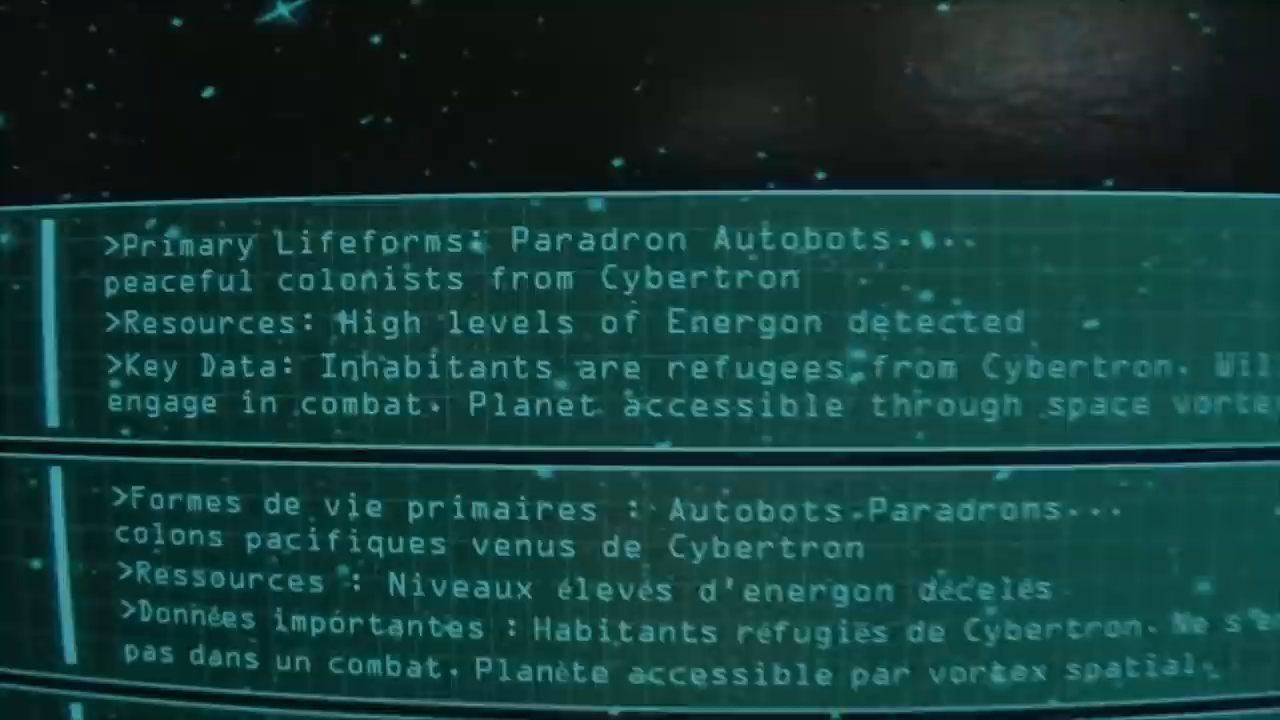 >Primary Lifeforms: Paradron Autobots....
peaceful colonists from Cybertron
>Resources: High levels of Energon detected
>Key Data: Inhabitants are refugees from Cybertron.
engage in combat. Planet accessible through space
>Formes de vie primaires : Autobots Paradrons...
colons pacifiques venus de Cybertron
>Ressources : Niveaux élevés d'energon décelés
>Données importantes : Habitants réfugiés de Cybertron. Ne
pas dans un combat. Planète accessible par vortex spatial.